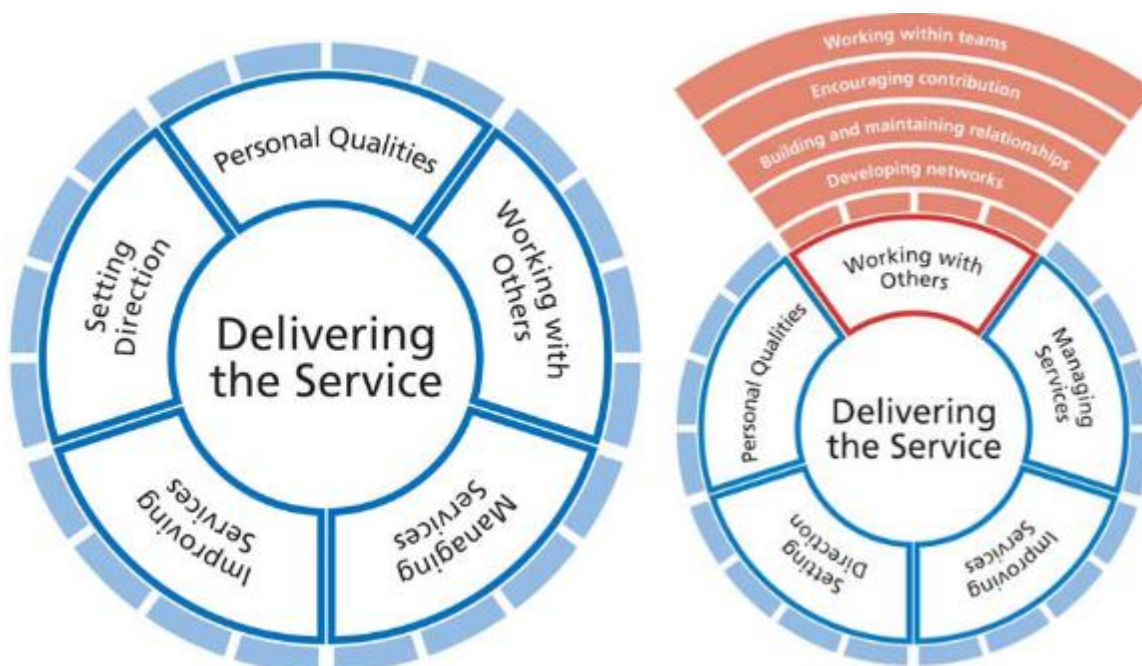 Personal Qualities
Working with
Others
Managing
Services
Improving
Services
Setting
Direction
Delivering
the Service
Working within teams
Encouraging contribution
Building and maintaining relationships
Developing networks
Working with
Others
Managing
Services
Improving
Services
Setting
Direction
Personal Qualities
Delivering
the Service